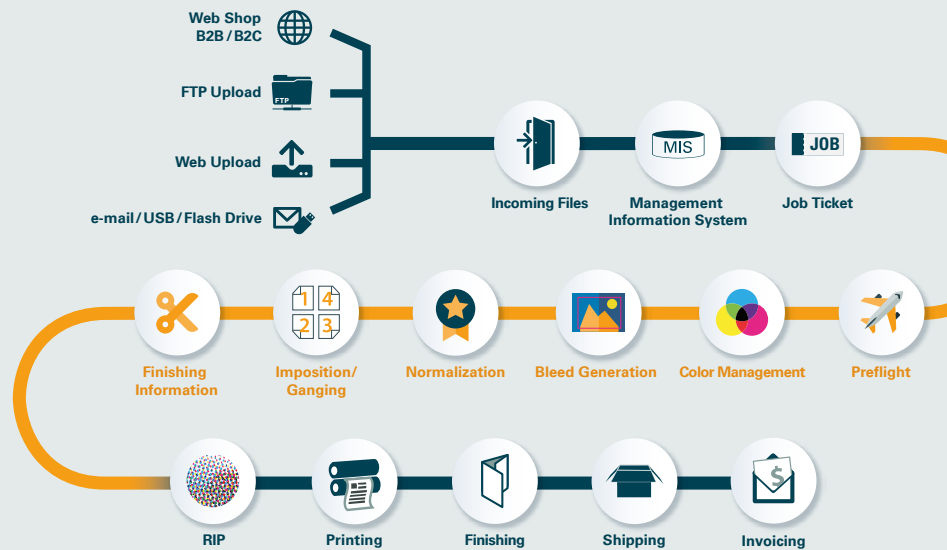 Web Shop
B2B / B2C
FTP Upload
FTP
Web Upload
e-mail / USB / Flash Drive
Incoming Files
MIS
Management
Information System
JOB
Job Ticket
Finishing
Information
1 4
2 3
Imposition/
Ganging
Normalization
Bleed Generation
Color Management
Preflight
RIP
Printing
Finishing
Shipping
$
Invoicing